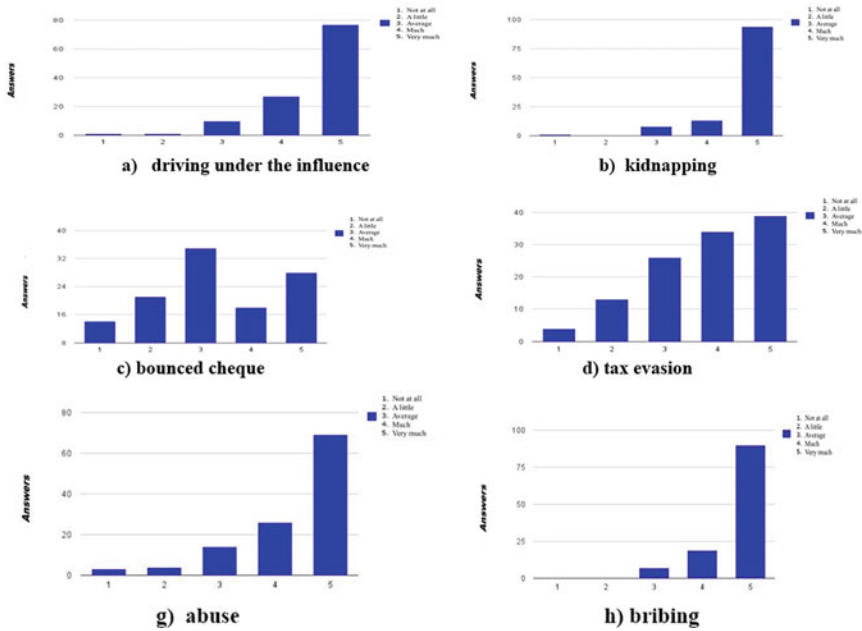 80
60
40
20
0
Answers
1 2 3 4 5
1. Not at all
2. A little
3. Average
4. Much
5. Very much
a) driving under the influence
100
75
50
25
0
Answers
1 2 3 4 5
1. Not at all
2. A little
3. Average
4. Much
5. Very much
b) kidnapping
40
32
24
16
8
Answers
1 2 3 4 5
1. Not at all
2. A little
3. Average
4. Much
5. Very much
c) bounced cheque
40
30
20
10
0
Answers
1 2 3 4 5
1. Not at all
2. A little
3. Average
4. Much
5. Very much
d) tax evasion
80
60
40
20
0
Answers
1 2 3 4 5
1. Not at all
2. A little
3. Average
4. Much
5. Very much
g) abuse
100
75
50
25
0
Answers
1 2 3 4 5
1. Not at all
2. A little
3. Average
4. Much
5. Very much
h) bribing